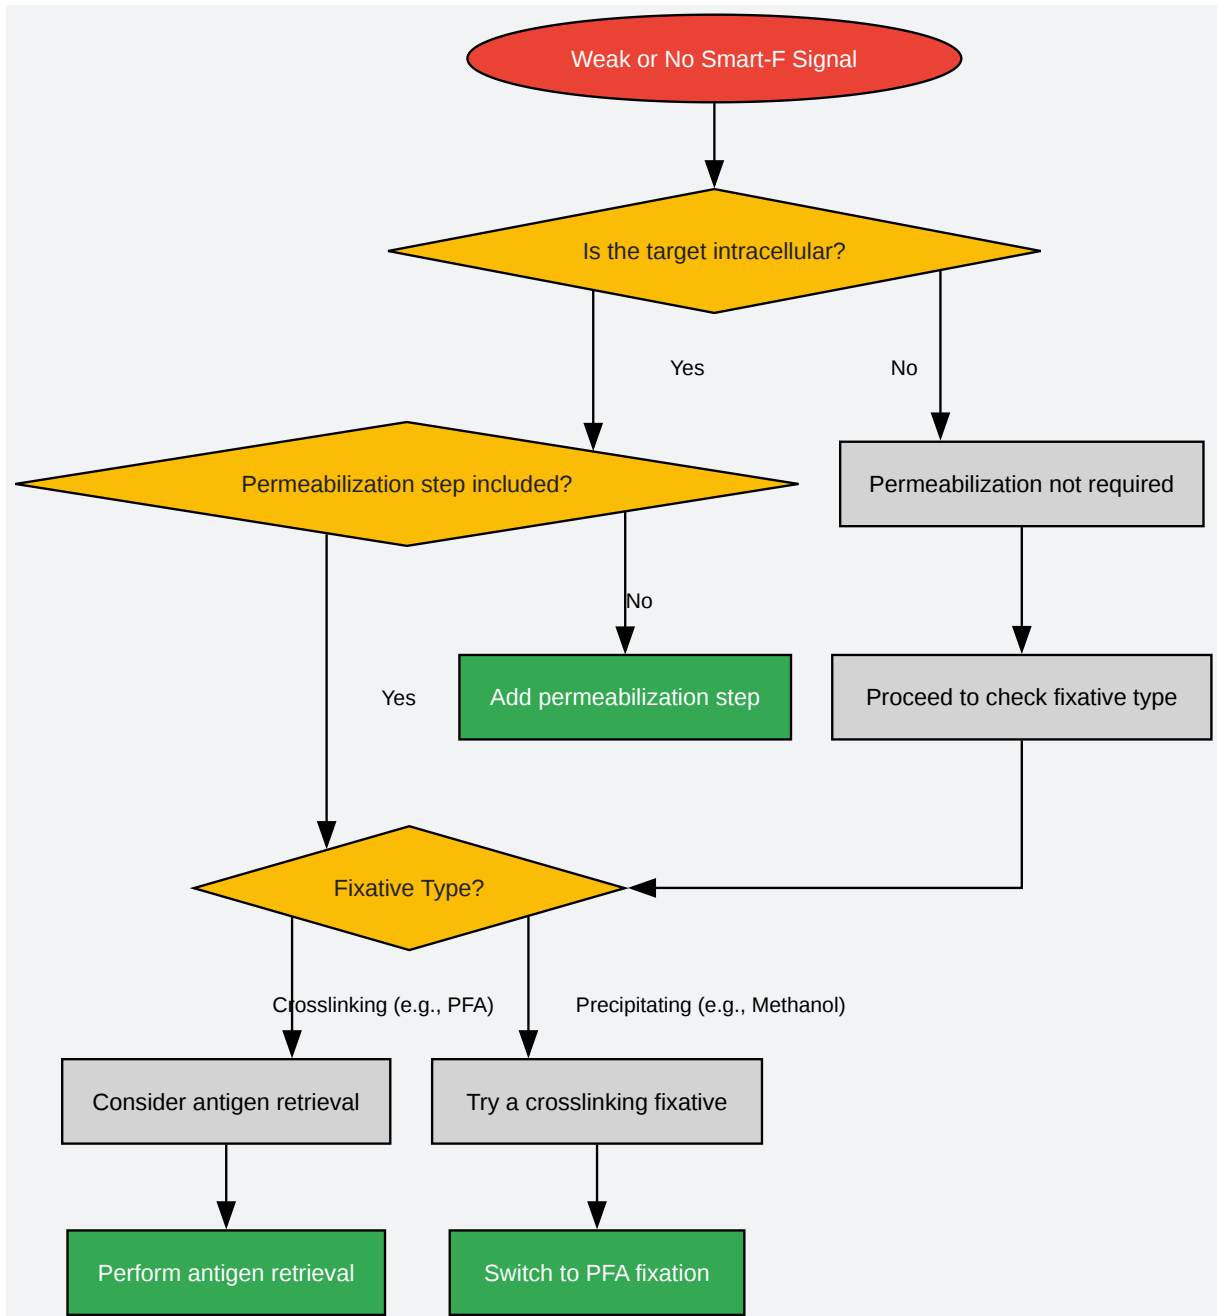 Weak or No Smart-F Signal
Is the target intracellular?
Yes
No
Permeabilization step included?
Permeabilization not required
No
Yes
Add permeabilization step
Proceed to check fixative type
Fixative Type?
Crosslinking (e.g., PFA)
Precipitating (e.g., Methanol)
Consider antigen retrieval
Try a crosslinking fixative
Perform antigen retrieval
Switch to PFA fixation